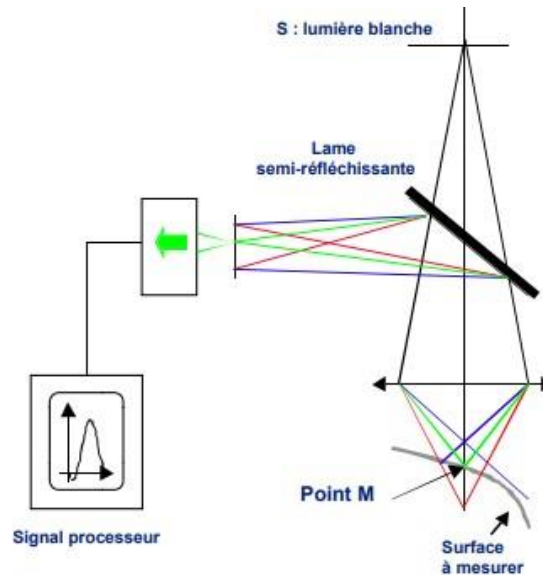 S : lumière blanche
Lame
semi-réfléchissante
Point M
Signal processeur
Surface
à mesurer